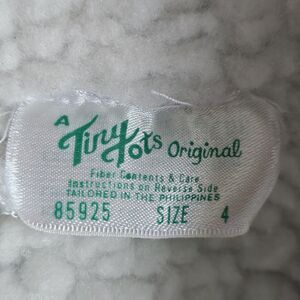 A Tiny Tots Original
Fiber Contents & Care
Instructions on Reverse Side
TAILORED IN THE PHILIPPINES
85925 SIZE 4